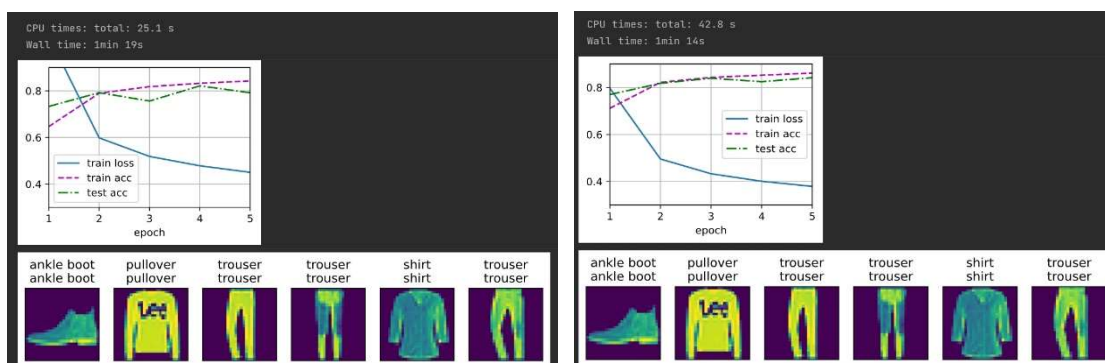 CPU times: total: 25.1 s
Wall time: 1min 19s
0.8
0.6
0.4
train loss
train acc
test acc
1 2 3 4 5
epoch
ankle boot pullover trouser trouser shirt trouser
ankle boot pullover trouser trouser shirt trouser
Lee
CPU times: total: 42.8 s
Wall time: 1min 14s
0.8
0.6
0.4
train loss
train acc
test acc
1 2 3 4 5
epoch
ankle boot pullover trouser trouser shirt trouser
ankle boot pullover trouser trouser shirt trouser
Lee